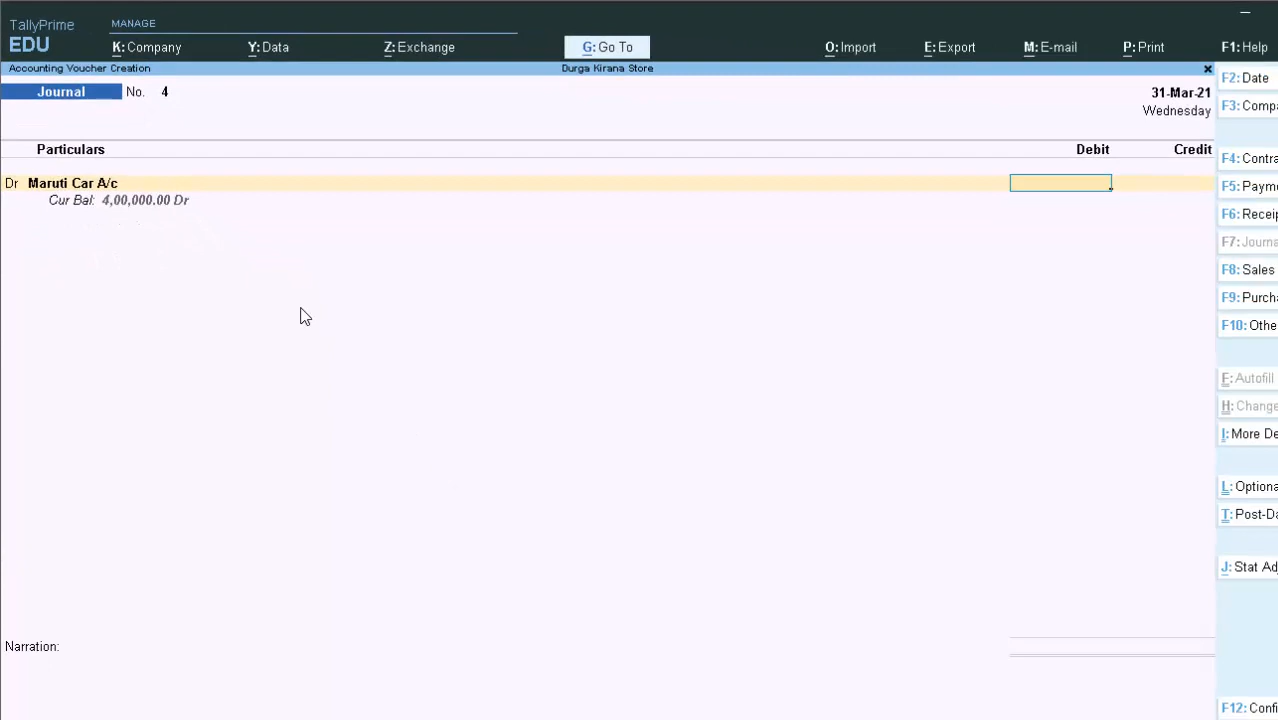 TallyPrime
EDU
MANAGE
K: Company
Y: Data
Z: Exchange
G: Go To
O: Import
E: Export
M: E-mail
P: Print
F1: Help
Accounting Voucher Creation
Durga Kirana Store
Journal No. 4
31-Mar-21
Wednesday
Particulars
Debit
Credit
Dr Maruti Car A/c
Cur Bal: 4,00,000.00 Dr
Narration:
F2: Date
F3: Compa
F4: Contra
F5: Payme
F6: Receip
F7: Journa
F8: Sales
F9: Purcha
F10: Othe
F: Autofill
H: Change
I: More De
L: Optiona
T: Post-Da
J: Stat Adj
F12: Confi